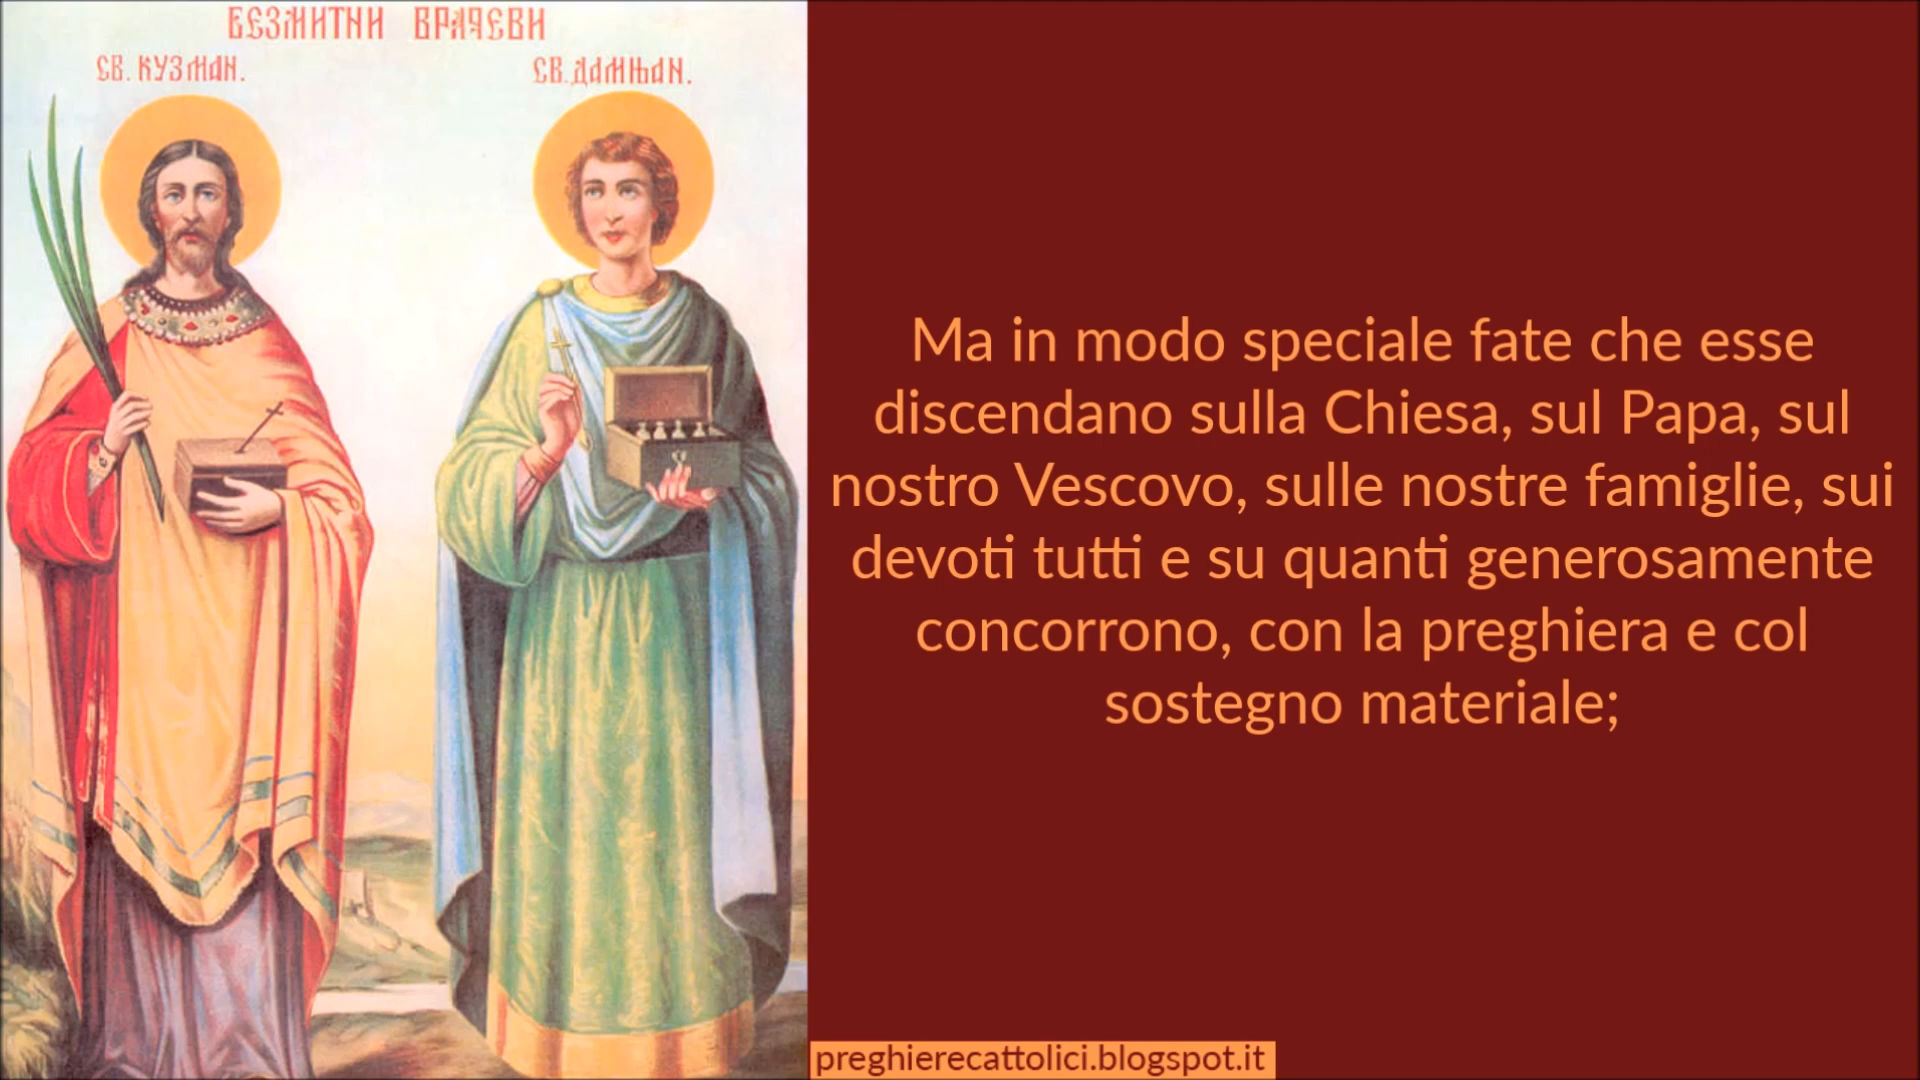 БЕЗМИТНИ ВРАЧЕВИ
СВ. КУЗМАН.
СВ. ДАМЊАН.
Ma in modo speciale fate che esse
discendano sulla Chiesa, sul Papa, sul
nostro Vescovo, sulle nostre famiglie, sui
devoti tutti e su quanti generosamente
concorrono, con la preghiera e col
sostegno materiale;
preghierecattolici.blogspot.it